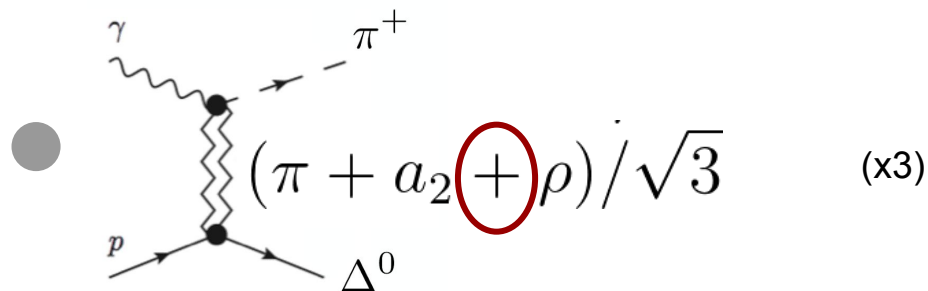 γ
π⁺
(π + a₂ + ρ)/√3 (x3)
p
Δ⁰